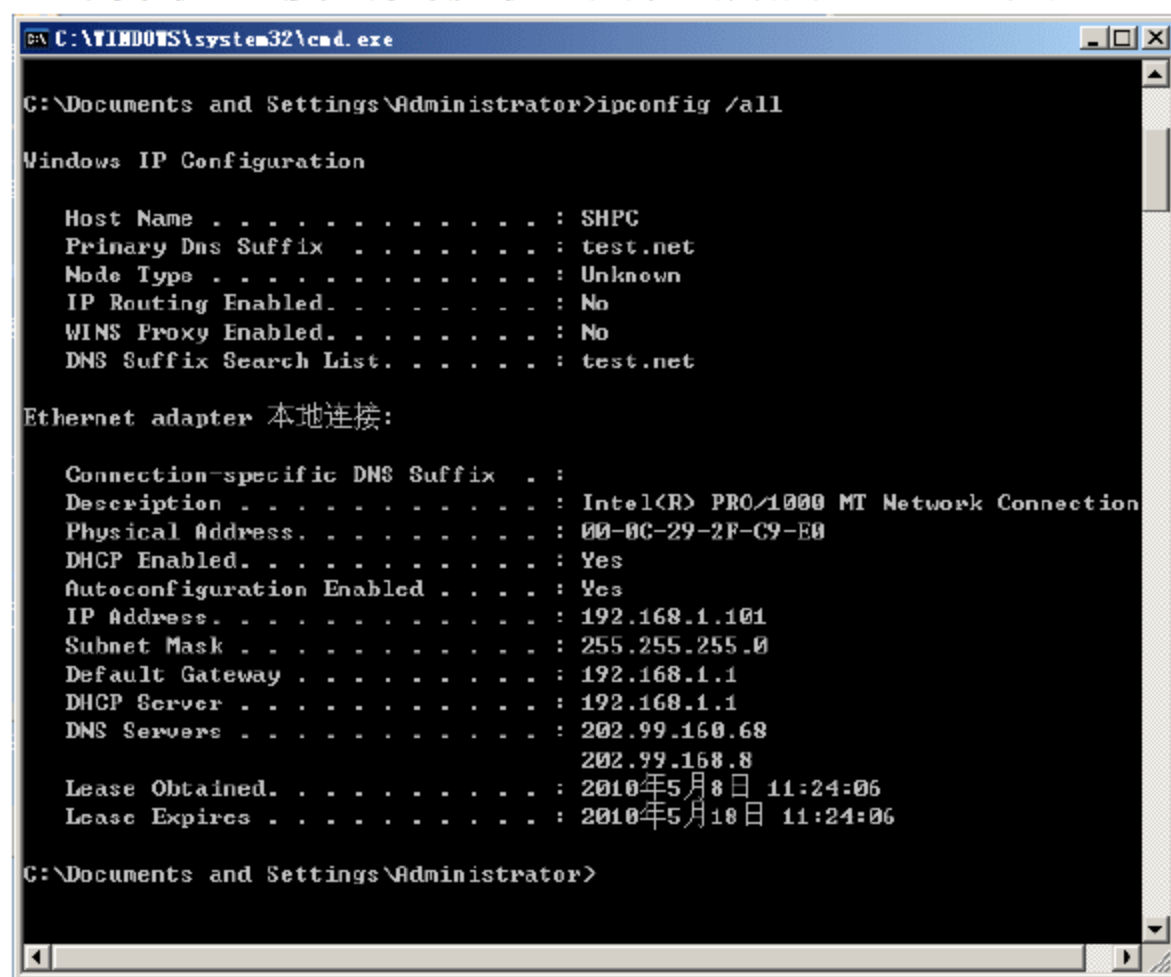 C:\WINDOWS\system32\cmd.exe
C:\Documents and Settings\Administrator>ipconfig /all
Windows IP Configuration
Host Name . . . . . . . . . . . . : SHPC
Primary Dns Suffix . . . . . . . : test.net
Node Type . . . . . . . . . . . . : Unknown
IP Routing Enabled. . . . . . . . : No
WINS Proxy Enabled. . . . . . . . : No
DNS Suffix Search List. . . . . . : test.net
Ethernet adapter 本地连接:
Connection-specific DNS Suffix . :
Description . . . . . . . . . . . : Intel(R) PRO/1000 MT Network Connection
Physical Address. . . . . . . . . : 00-0C-29-2F-C9-E0
DHCP Enabled. . . . . . . . . . . : Yes
Autoconfiguration Enabled . . . . : Yes
IP Address. . . . . . . . . . . . : 192.168.1.101
Subnet Mask . . . . . . . . . . . : 255.255.255.0
Default Gateway . . . . . . . . . : 192.168.1.1
DHCP Server . . . . . . . . . . . : 192.168.1.1
DNS Servers . . . . . . . . . . . : 202.99.160.68
202.99.168.8
Lease Obtained. . . . . . . . . . : 2010年5月8日 11:24:06
Lease Expires . . . . . . . . . . : 2010年5月18日 11:24:06
C:\Documents and Settings\Administrator>